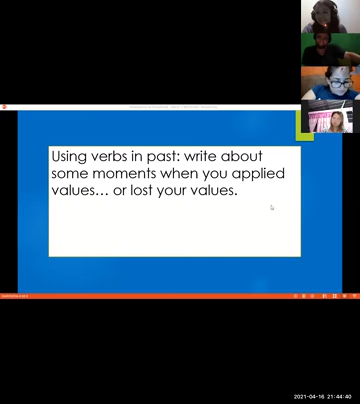 Using verbs in past: write about
some moments when you applied
values... or lost your values.
2021-04-16 21:44:40